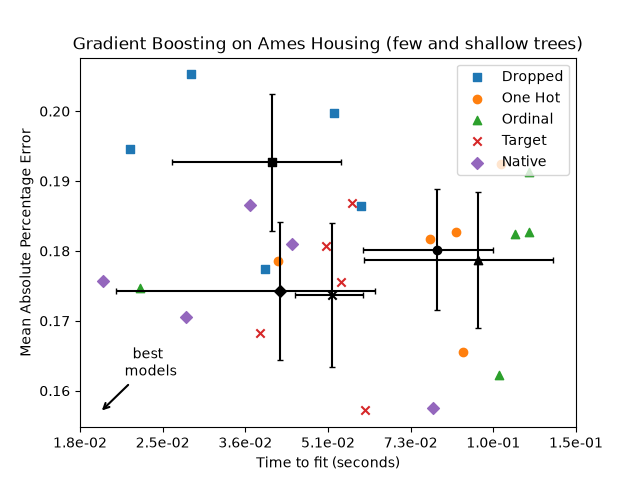 Gradient Boosting on Ames Housing (few and shallow trees)
Mean Absolute Percentage Error
0.20
0.19
0.18
0.17
0.16
Dropped
One Hot
Ordinal
Target
Native
best
models
1.8e-02
2.5e-02
3.6e-02
5.1e-02
7.3e-02
1.0e-01
1.5e-01
Time to fit (seconds)